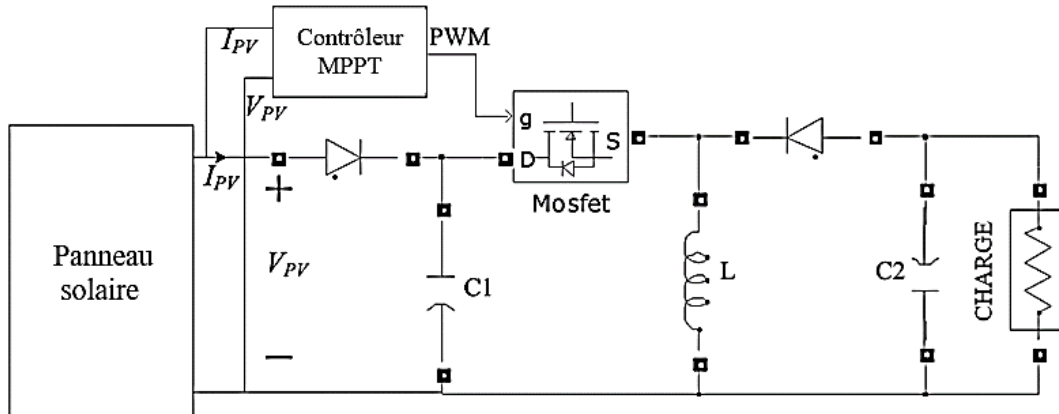 Contrôleur
MPPT
I_PV
PWM
V_PV
g
D
S
Mosfet
I_PV
+
V_PV
−
Panneau
solaire
C1
L
C2
CHARGE